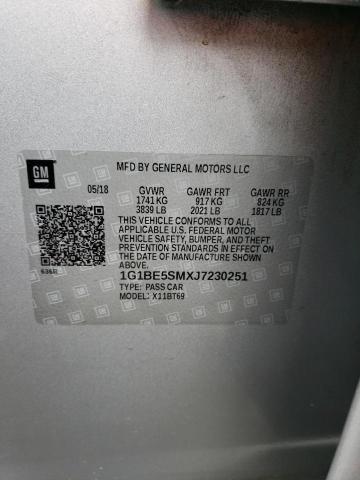 GM
MFD BY GENERAL MOTORS LLC
05/18 GVWR GAWR FRT GAWR RR
1741 KG 917 KG 824 KG
3839 LB 2021 LB 1817 LB
THIS VEHICLE CONFORMS TO ALL
APPLICABLE U.S. FEDERAL MOTOR
VEHICLE SAFETY, BUMPER, AND THEFT
PREVENTION STANDARDS IN EFFECT ON
THE DATE OF MANUFACTURE SHOWN
ABOVE.
1G1BE5SMXJ7230251
TYPE: PASS CAR
MODEL: X11BT69